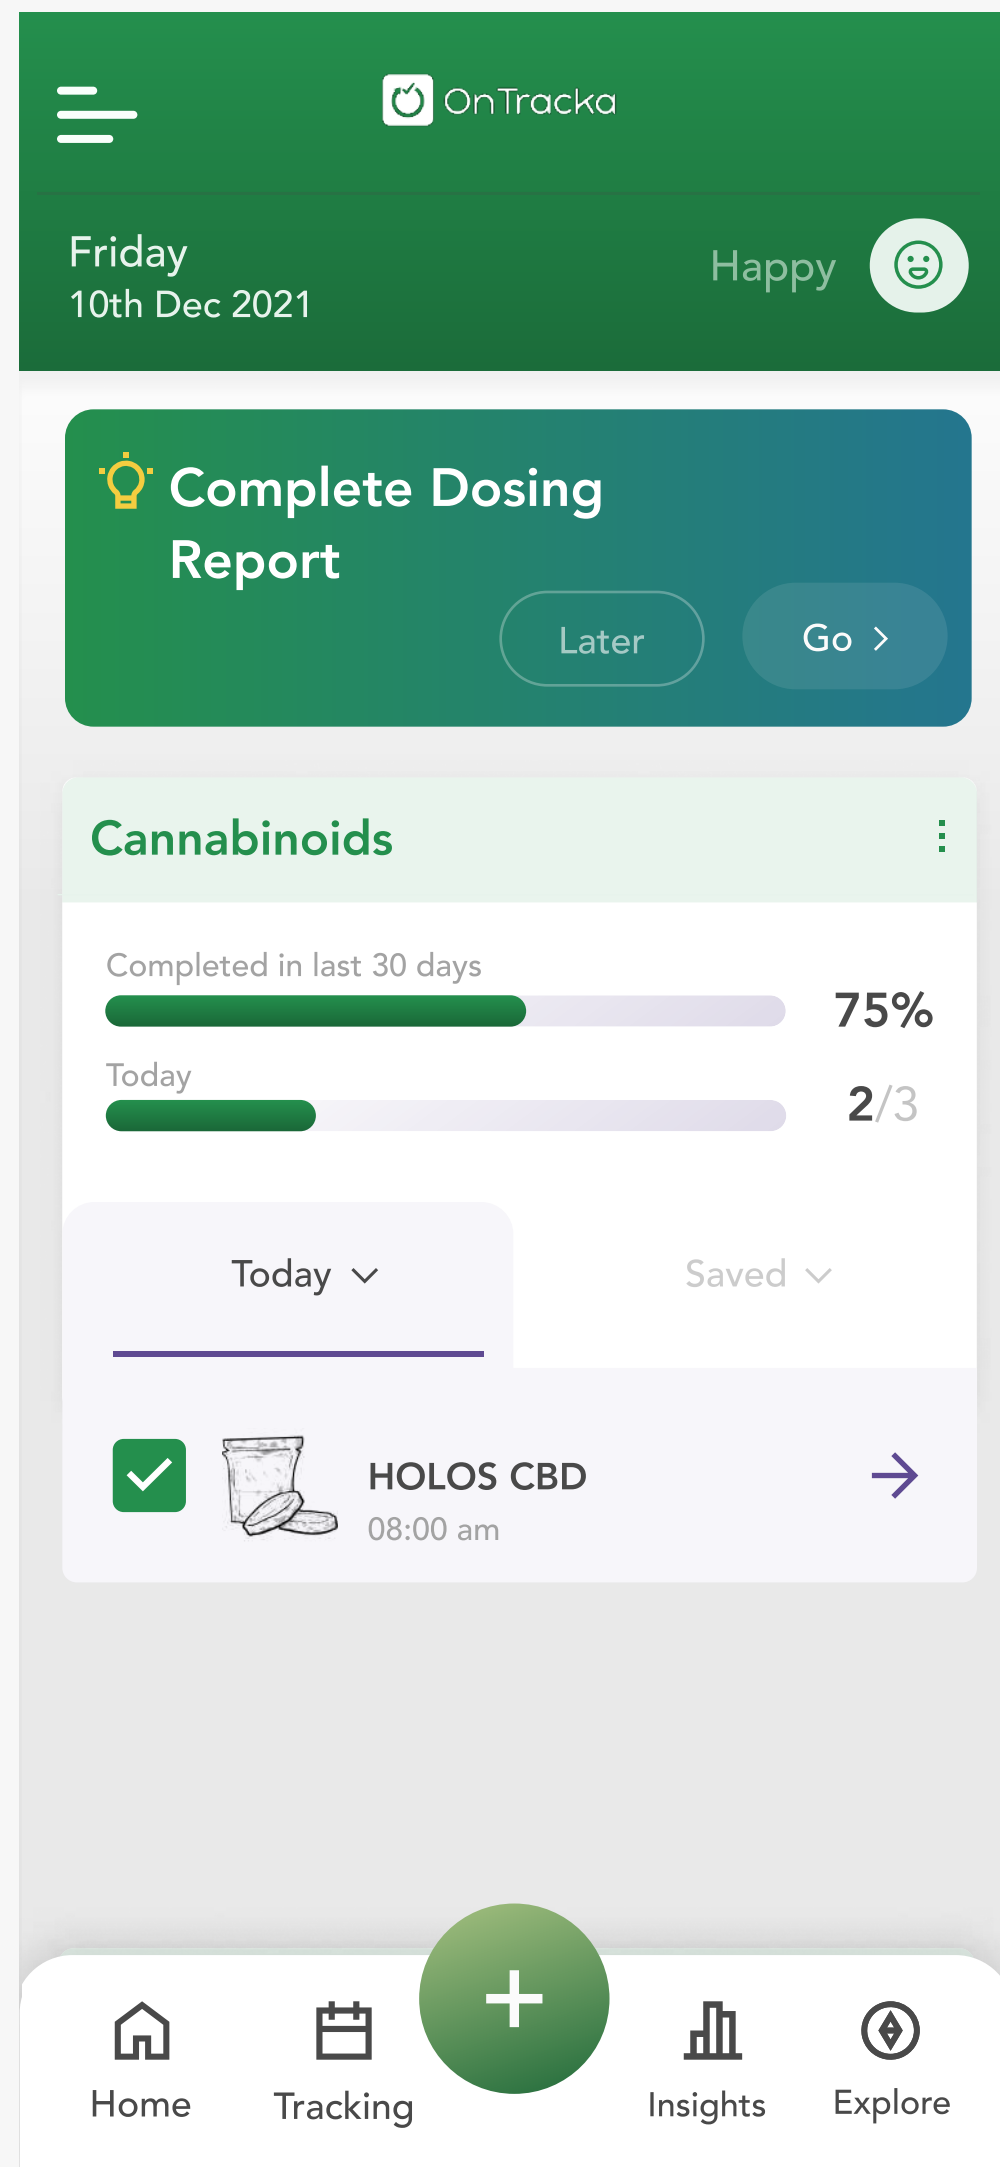 OnTracka
Friday
10th Dec 2021
Happy
Complete Dosing
Report
Later
Go
Cannabinoids
Completed in last 30 days
75%
Today
2/3
Today
Saved
HOLOS CBD
08:00 am
Home
Tracking
Insights
Explore